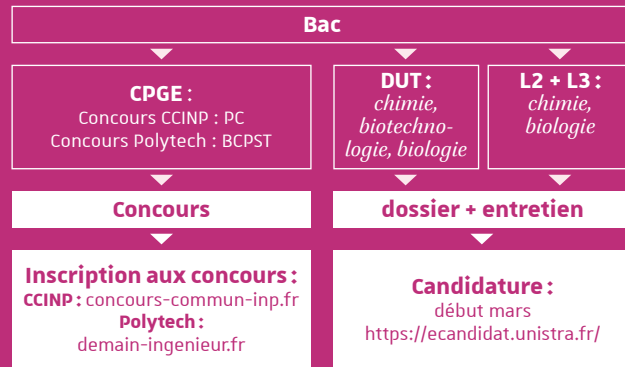 Bac
CPGE :
Concours CCINP : PC
Concours Polytech : BCPST
DUT :
chimie,
biotechno-
logie, biologie
L2 + L3 :
chimie,
biologie
Concours
dossier + entretien
Inscription aux concours :
CCINP : concours-commun-inp.fr
Polytech :
demain-ingenieur.fr
Candidature :
début mars
https://ecandidat.unistra.fr/